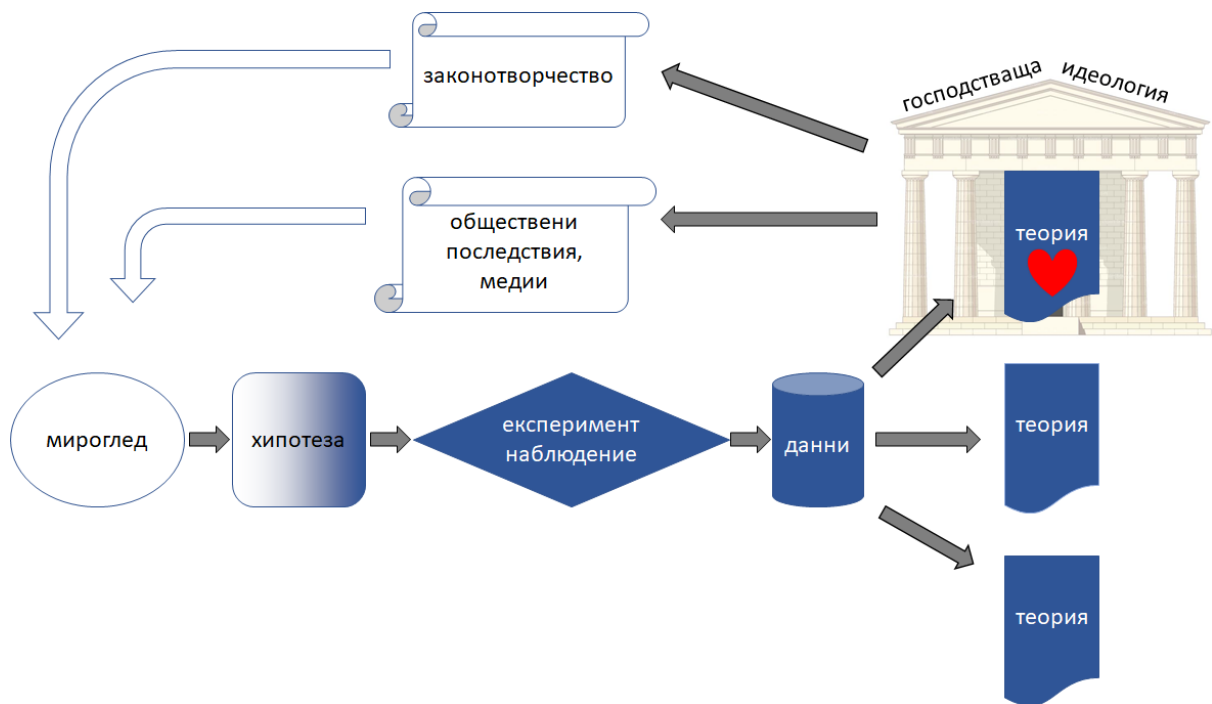 законотворчество
господстваща идеология
обществени
последствия,
медии
теория
мироглед
хипотеза
експеримент
наблюдение
данни
теория
теория